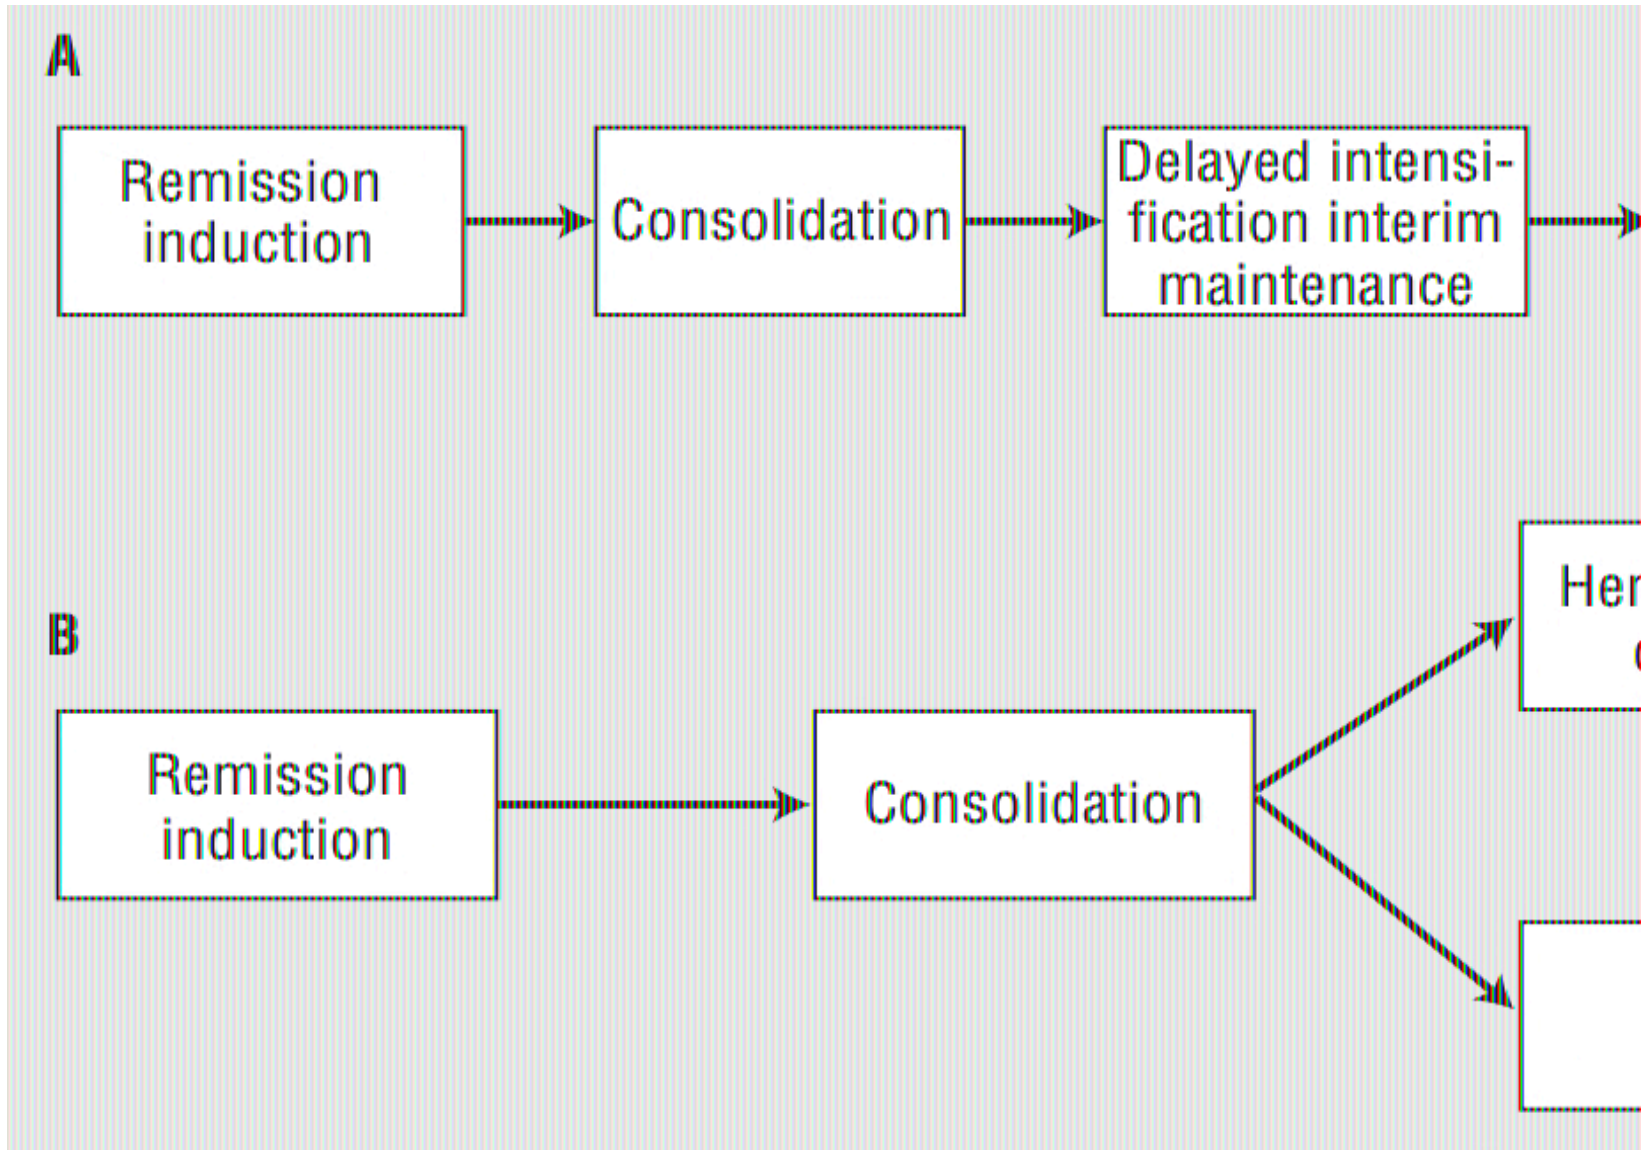 A
Remission
induction
Consolidation
Delayed intensi-
fication interim
maintenance
B
Remission
induction
Consolidation